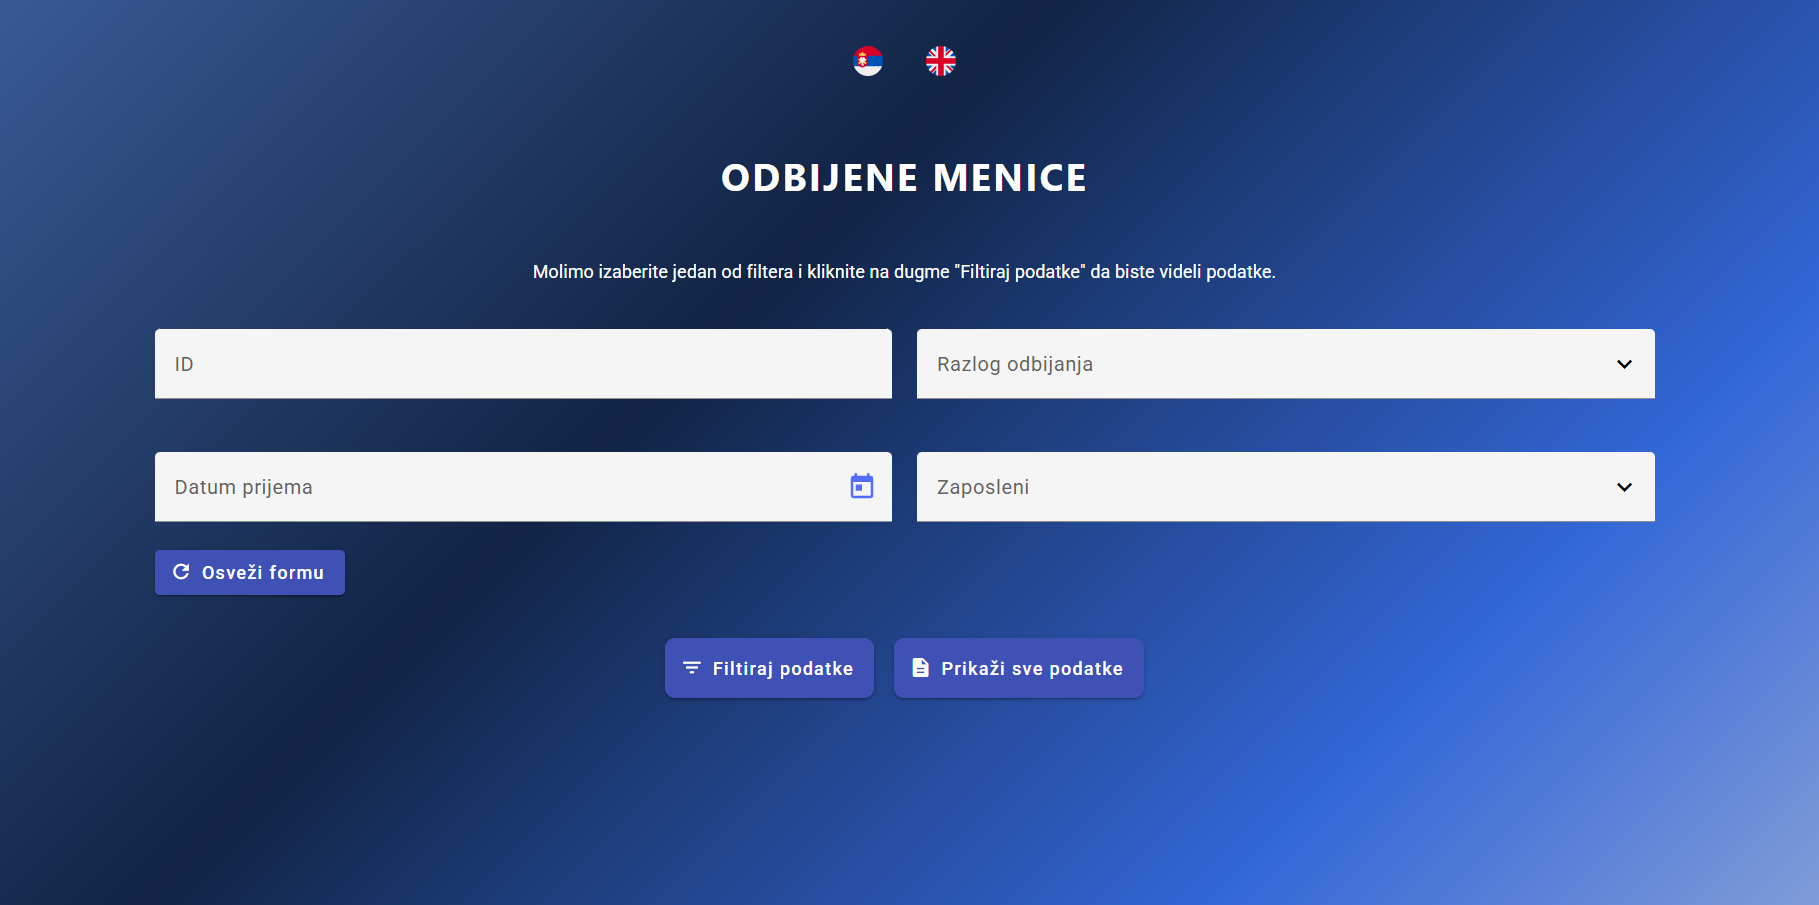 ODBIJENE MENICE
Molimo izaberite jedan od filtera i kliknite na dugme "Filtiraj podatke" da biste videli podatke.
ID
Razlog odbijanja
Datum prijema
Zaposleni
Osveži formu
Filtiraj podatke
Prikaži sve podatke